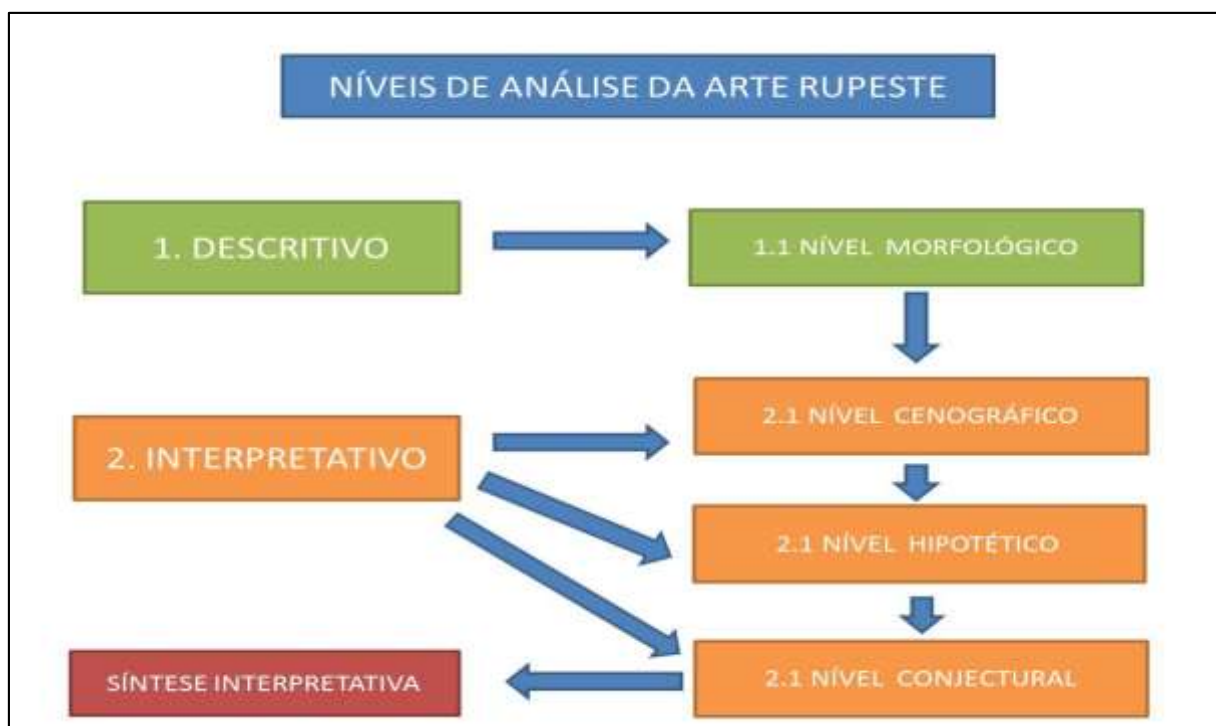 NÍVEIS DE ANÁLISE DA ARTE RUPESTE
1. DESCRITIVO
1.1 NÍVEL MORFOLÓGICO
2. INTERPRETATIVO
2.1 NÍVEL CENOGRÁFICO
2.1 NÍVEL HIPOTÉTICO
2.1 NÍVEL CONJECTURAL
SÍNTESE INTERPRETATIVA